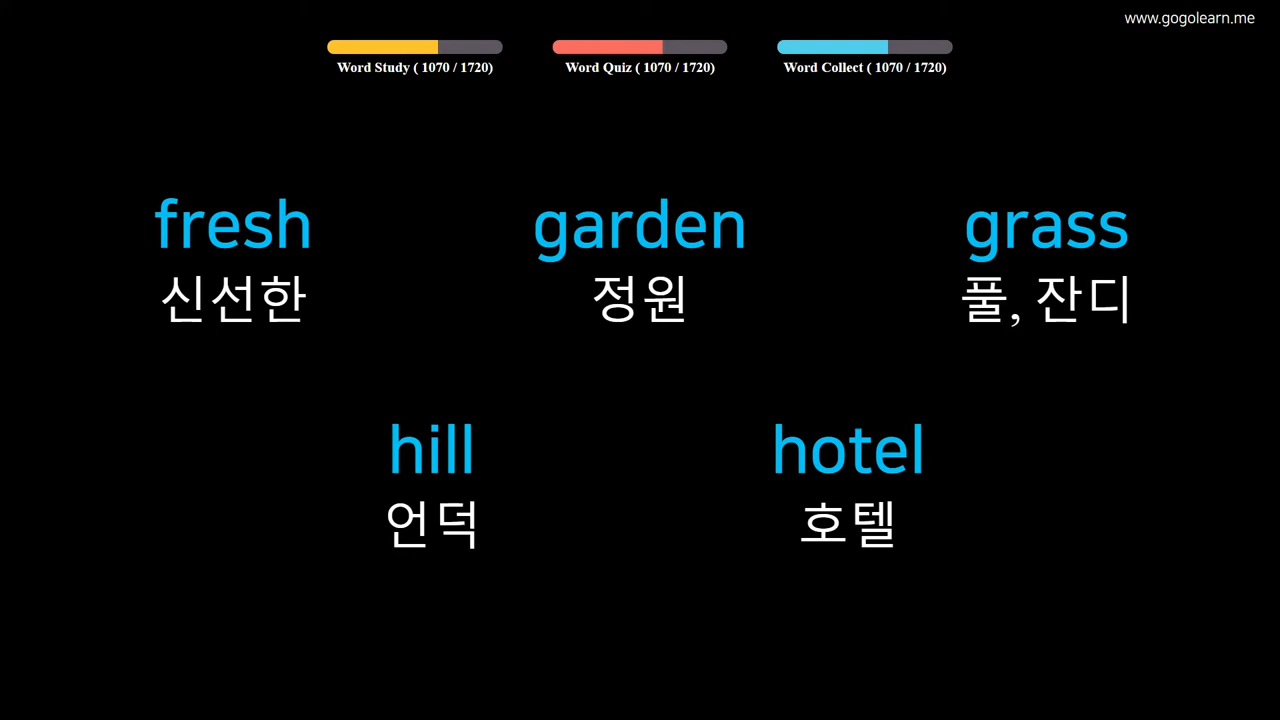 www.gogolearn.me
Word Study ( 1070 / 1720)
Word Quiz ( 1070 / 1720)
Word Collect ( 1070 / 1720)
fresh
신선한
garden
정원
grass
풀, 잔디
hill
언덕
hotel
호텔